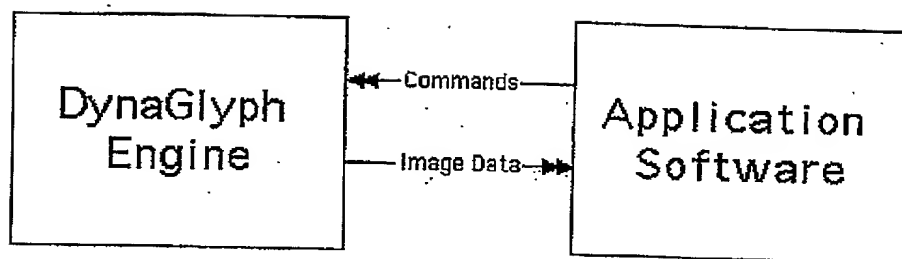 DynaGlyph
Engine
Commands
Image Data
Application
Software